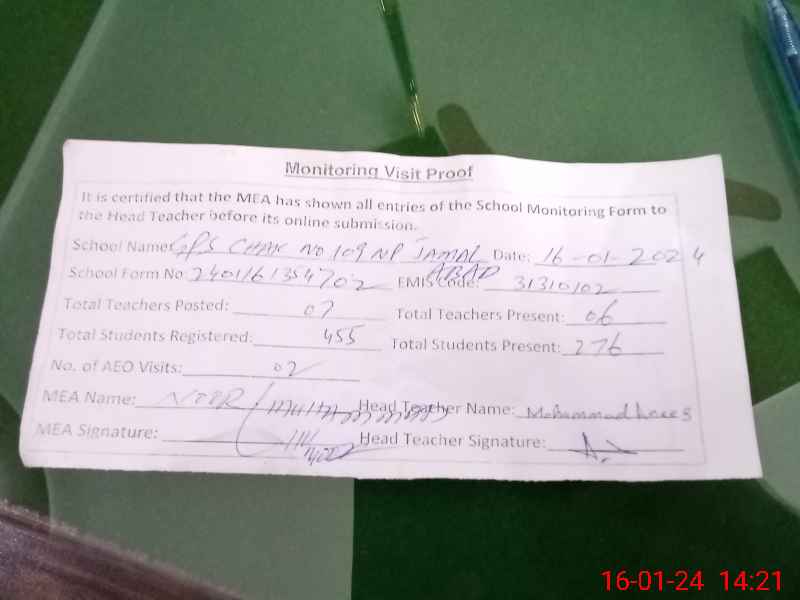 Monitoring Visit Proof
It is certified that the MEA has shown all entries of the School Monitoring Form to
the Head Teacher before its online submission.
School Name: GPS CHAK No 109 NP JAMAL ABAD Date: 16-01-2024
School Form No 2401161354702 EMIS Code: 31310102
Total Teachers Posted: 07 Total Teachers Present: 06
Total Students Registered: 455 Total Students Present: 276
No. of AEO Visits: 02
MEA Name: NOOR Head Teacher Name: Mohammad
MEA Signature: Head Teacher Signature:
16-01-24 14:21